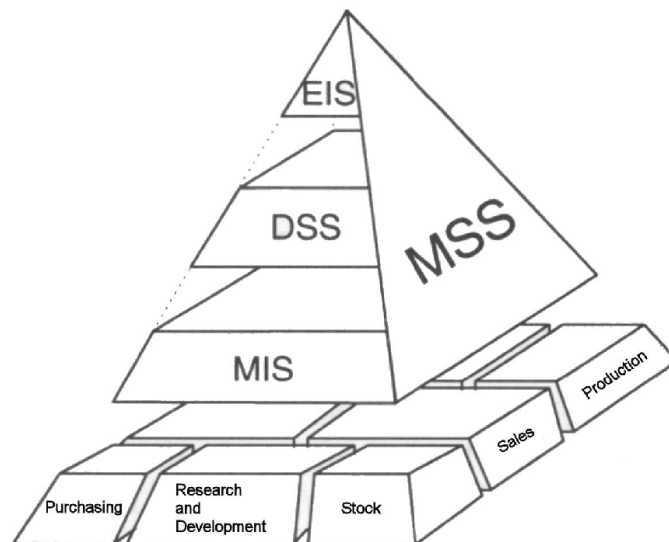 EIS
DSS
MSS
MIS
Production
Sales
Purchasing
Research
and
Development
Stock